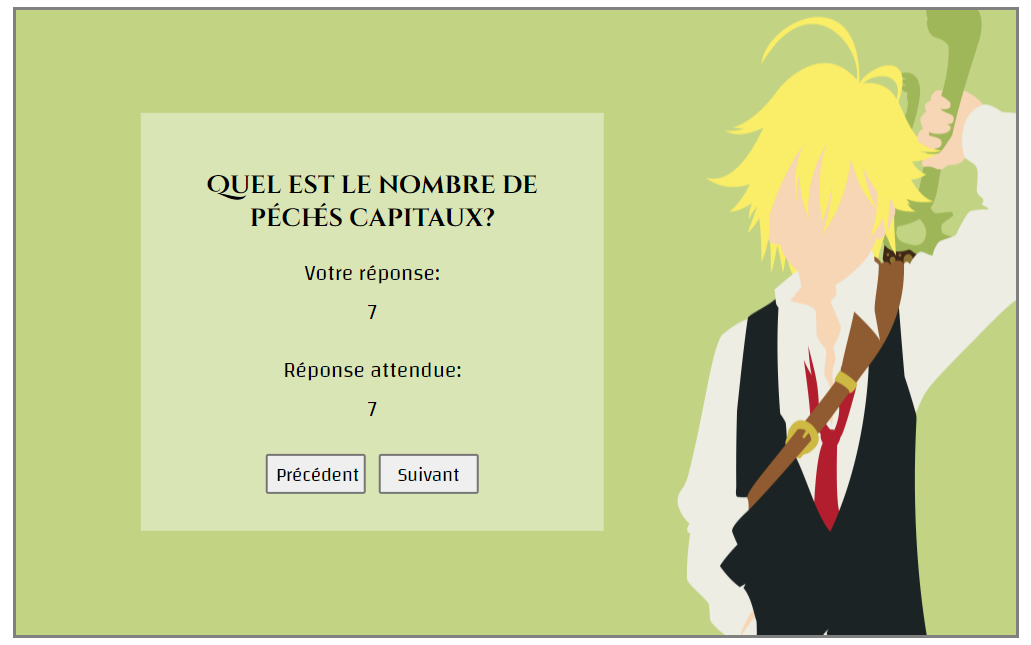 Quel est le nombre de
péchés capitaux?
Votre réponse:
7
Réponse attendue:
7
Précédent Suivant